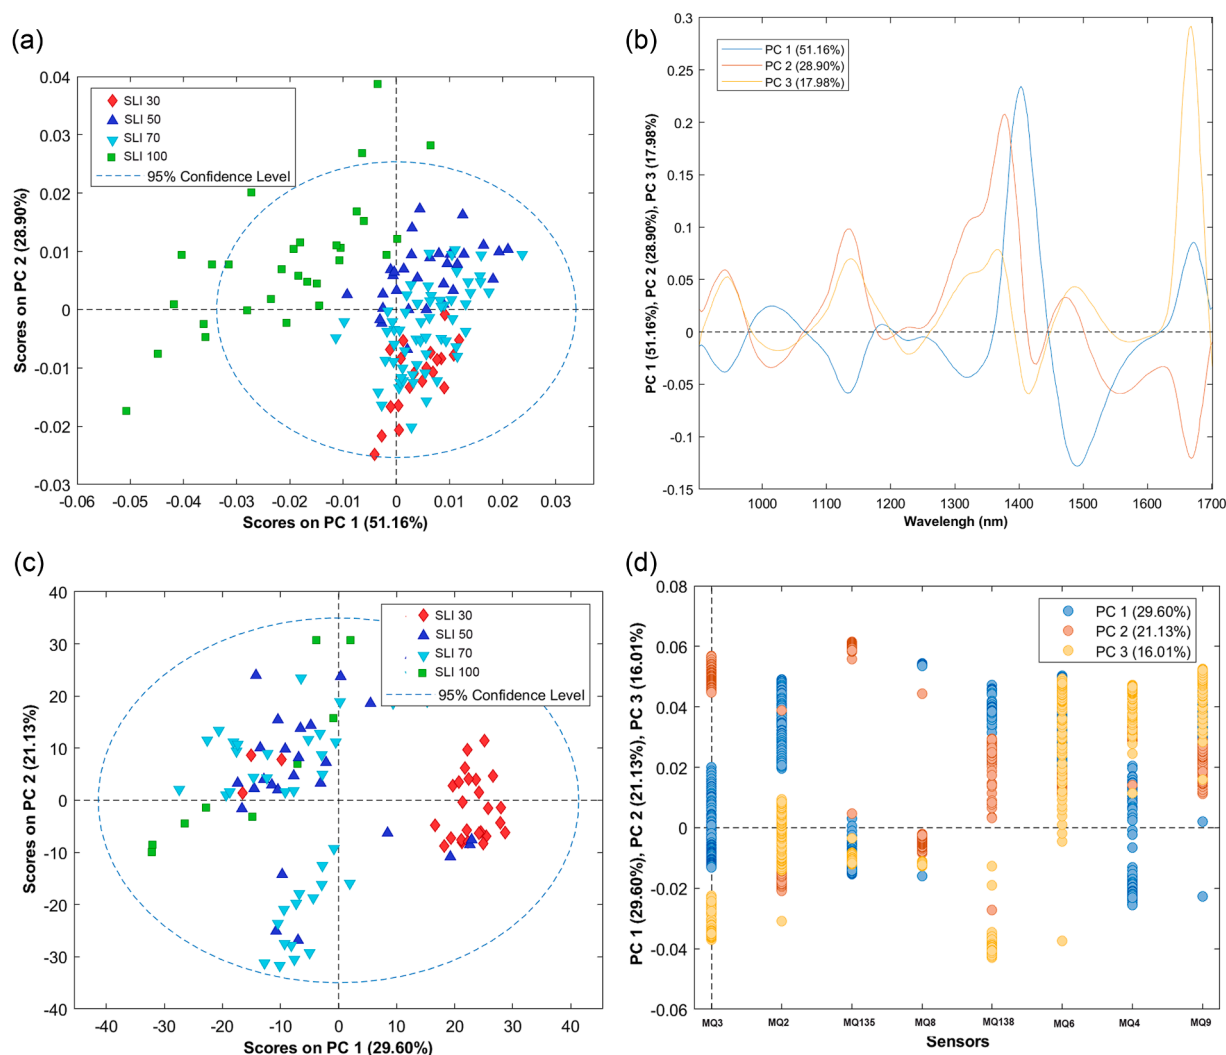 (a)
0.04
0.03
0.02
0.01
0
-0.01
-0.02
-0.03
Scores on PC 2 (28.90%)
SLI 30
SLI 50
SLI 70
SLI 100
95% Confidence Level
-0.06 -0.05 -0.04 -0.03 -0.02 -0.01 0 0.01 0.02 0.03
Scores on PC 1 (51.16%)
(b)
0.3
0.25
0.2
0.15
0.1
0.05
0
-0.05
-0.1
-0.15
PC 1 (51.16%), PC 2 (28.90%), PC 3 (17.98%)
PC 1 (51.16%)
PC 2 (28.90%)
PC 3 (17.98%)
1000 1100 1200 1300 1400 1500 1600 1700
Wavelengh (nm)
(c)
40
30
20
10
0
-10
-20
-30
-40
Scores on PC 2 (21.13%)
SLI 30
SLI 50
SLI 70
SLI 100
95% Confidence Level
-40 -30 -20 -10 0 10 20 30 40
Scores on PC 1 (29.60%)
(d)
0.08
0.06
0.04
0.02
0
-0.02
-0.04
-0.06
PC 1 (29.60%), PC 2 (21.13%), PC 3 (16.01%)
PC 1 (29.60%)
PC 2 (21.13%)
PC 3 (16.01%)
MQ3 MQ2 MQ135 MQ8 MQ138 MQ6 MQ4 MQ9
Sensors